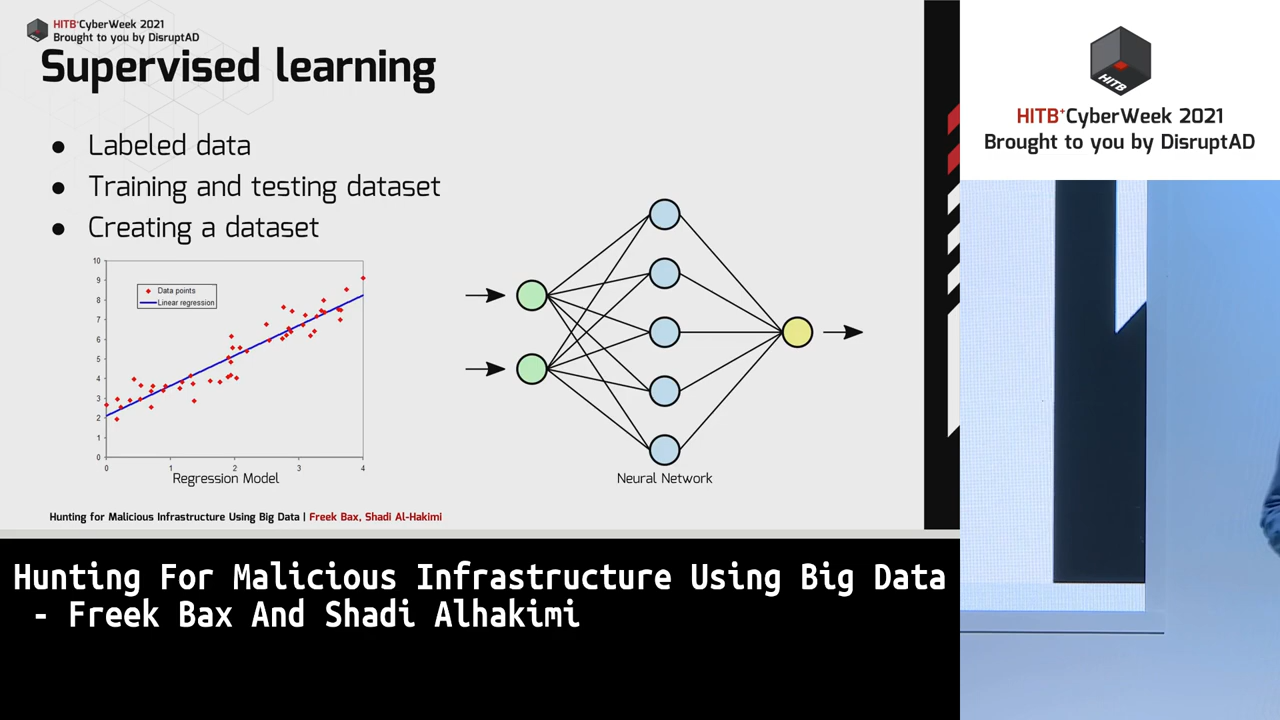 HITB+CyberWeek 2021
Brought to you by DisruptAD
Supervised learning
● Labeled data
● Training and testing dataset
● Creating a dataset
10
9
8
7
6
5
4
3
2
1
0
Data points
Linear regression
0 1 2 3 4
Regression Model
Neural Network
Hunting for Malicious Infrastructure Using Big Data | Freek Bax, Shadi Al-Hakimi
Hunting For Malicious Infrastructure Using Big Data
- Freek Bax And Shadi Alhakimi
HITB
HITB+CyberWeek 2021
Brought to you by DisruptAD